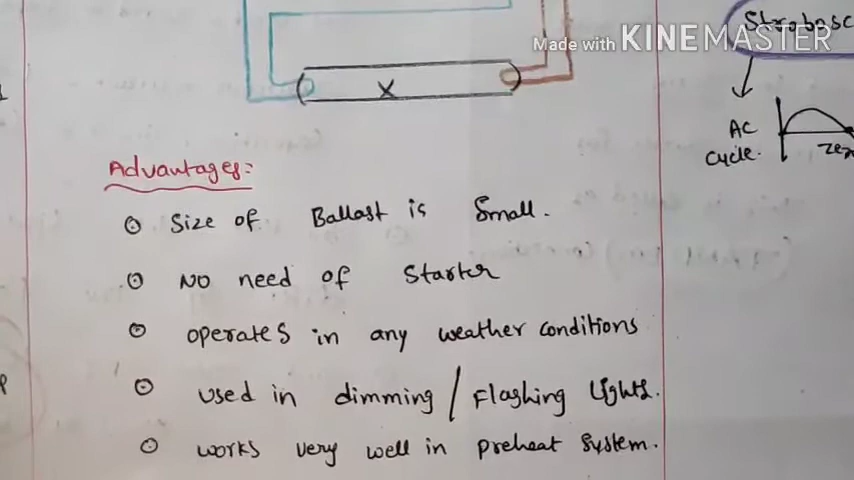 Made with KINEMASTER
AC
cycle.
X
Advantages:
Size of Ballast is Small.
No need of Starter
operates in any weather conditions
used in dimming / Flashing lights.
works very well in preheat system.